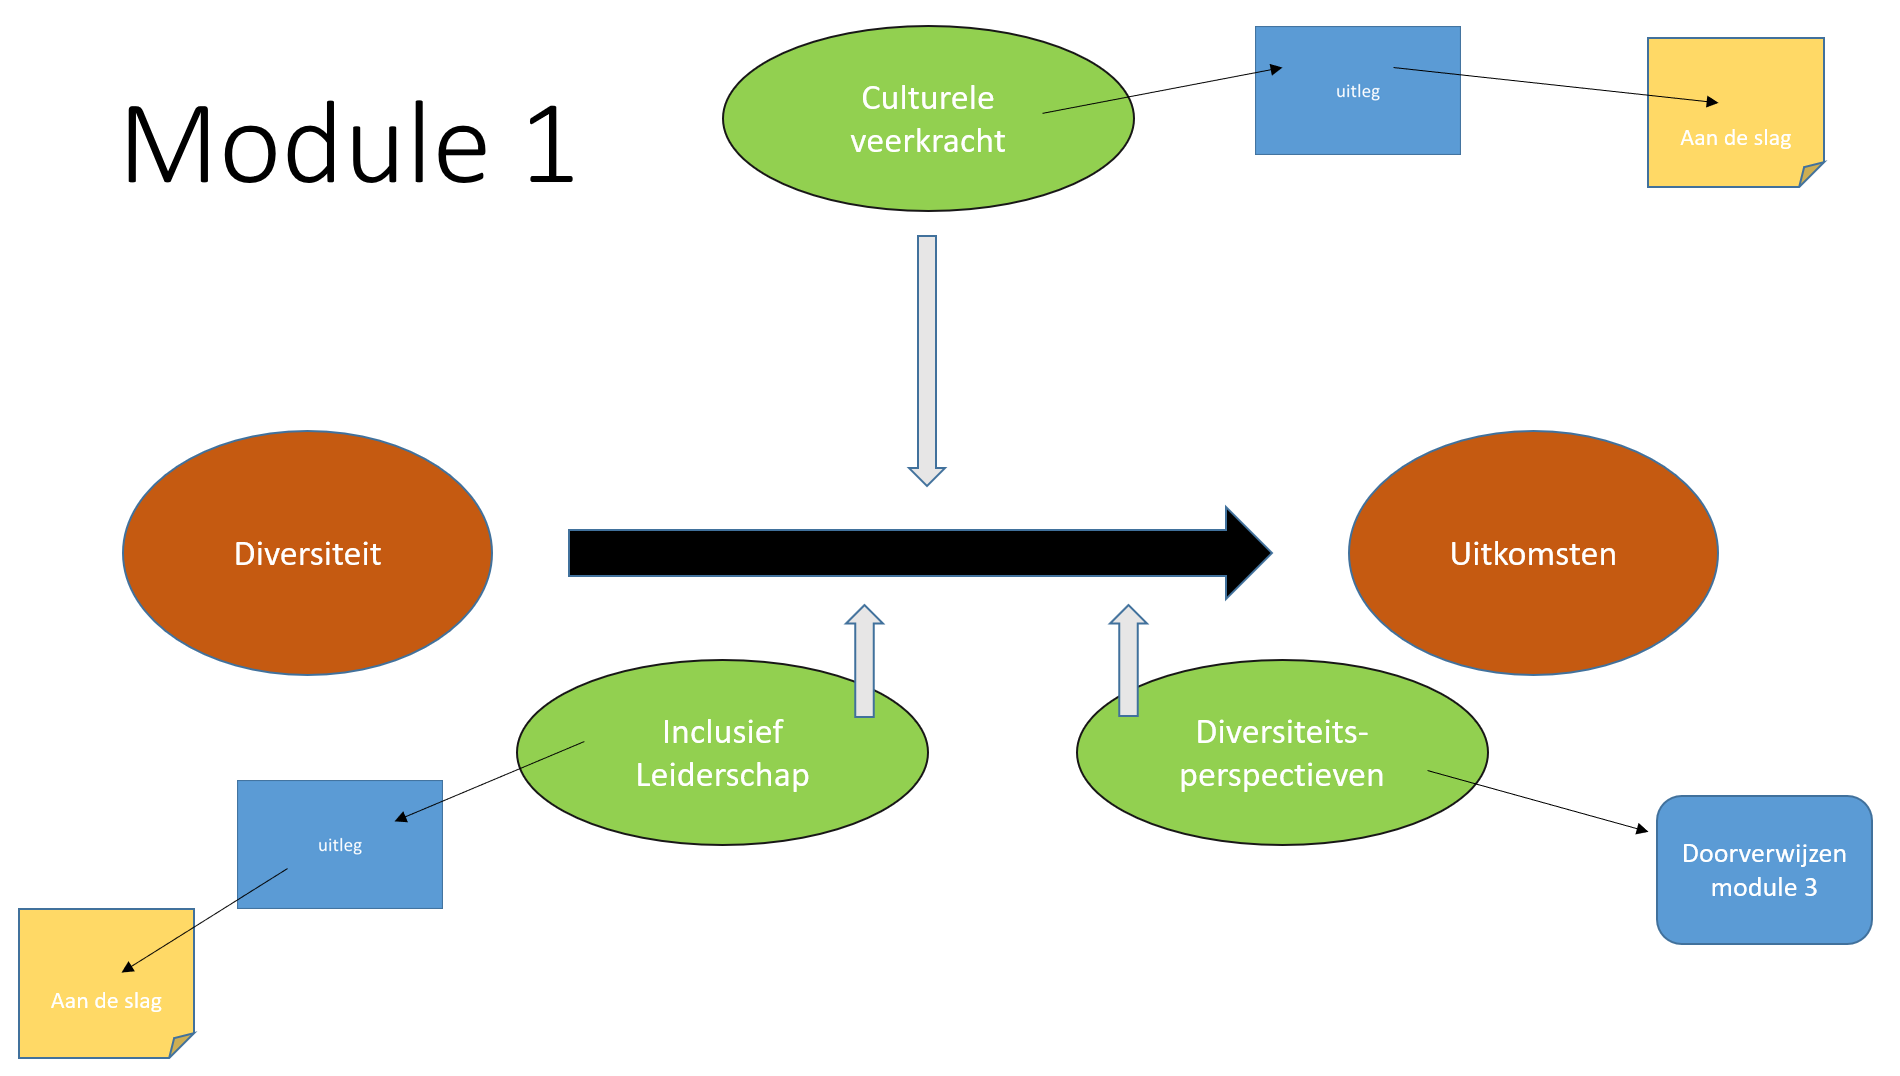 Module 1
Culturele
veerkracht
uitleg
Aan de slag
Diversiteit
Uitkomsten
Inclusief
Leiderschap
Diversiteits-
perspectieven
uitleg
Doorverwijzen
module 3
Aan de slag